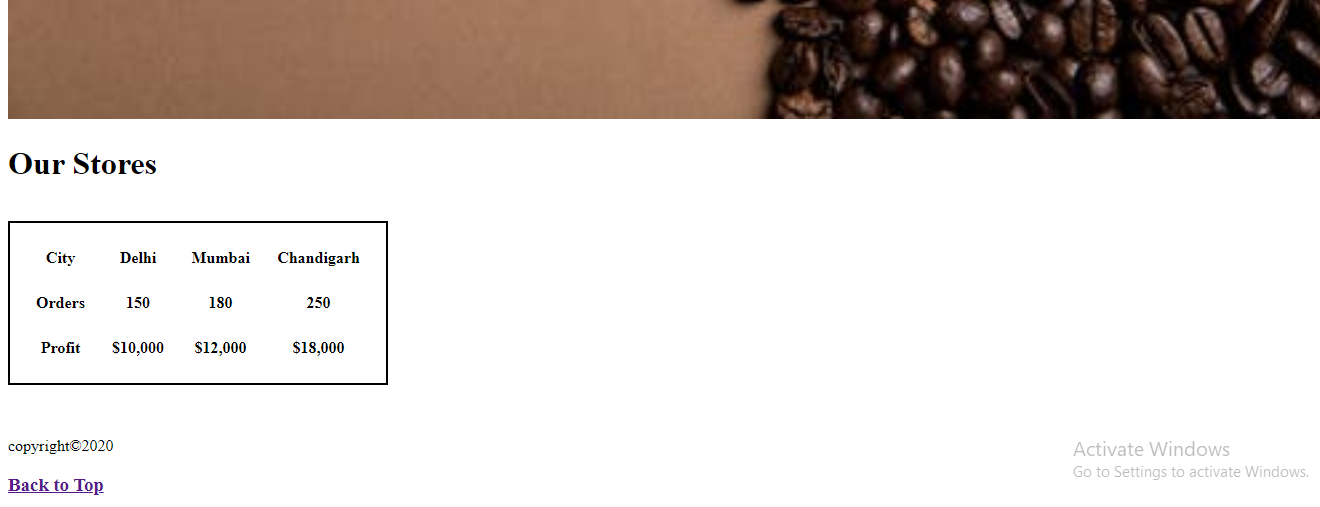 Our Stores
City Delhi Mumbai Chandigarh
Orders 150 180 250
Profit $10,000 $12,000 $18,000
copyright©2020
Activate Windows
Go to Settings to activate Windows.
Back to Top